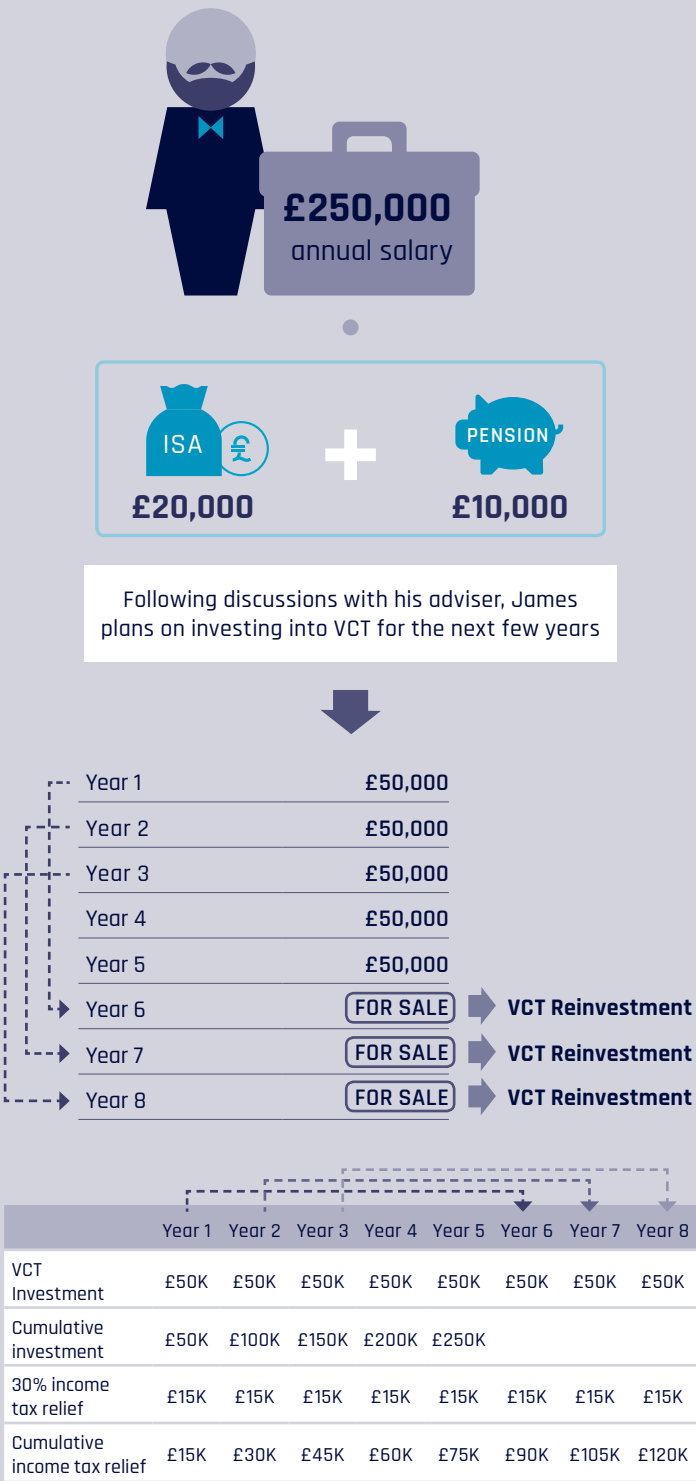 £250,000
annual salary
ISA
£
£20,000
PENSION
£10,000
Following discussions with his adviser, James
plans on investing into VCT for the next few years
Year 1 £50,000
Year 2 £50,000
Year 3 £50,000
Year 4 £50,000
Year 5 £50,000
Year 6 FOR SALE VCT Reinvestment
Year 7 FOR SALE VCT Reinvestment
Year 8 FOR SALE VCT Reinvestment
Year 1 Year 2 Year 3 Year 4 Year 5 Year 6 Year 7 Year 8
VCT
Investment £50K £50K £50K £50K £50K £50K £50K £50K
Cumulative
investment £50K £100K £150K £200K £250K
30% income
tax relief £15K £15K £15K £15K £15K £15K £15K £15K
Cumulative
income tax relief £15K £30K £45K £60K £75K £90K £105K £120K